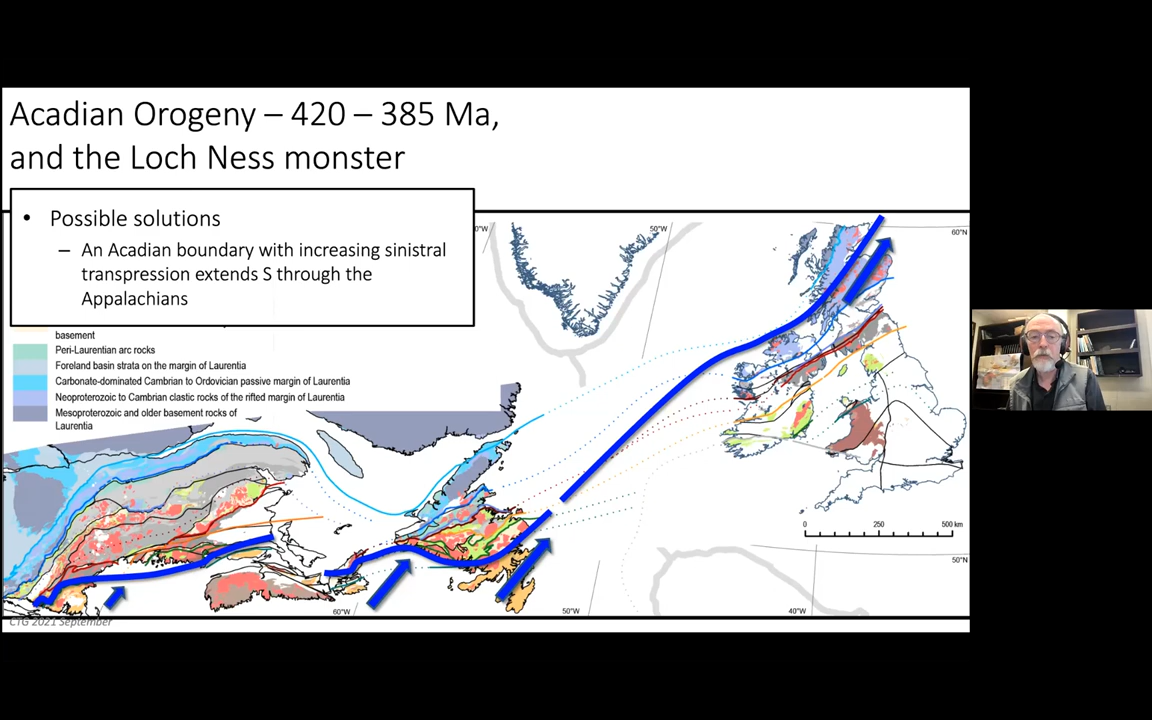 Acadian Orogeny – 420 – 385 Ma,
and the Loch Ness monster
• Possible solutions
– An Acadian boundary with increasing sinistral
transpression extends S through the
Appalachians
0°W
50°W
60°N
basement
Peri-Laurentian arc rocks
Foreland basin strata on the margin of Laurentia
Carbonate-dominated Cambrian to Ordovician passive margin of Laurentia
Neoproterozoic to Cambrian clastic rocks of the rifted margin of Laurentia
Mesoproterozoic and older basement rocks of
Laurentia
0 250 500 km
50°N
60°W
50°W
40°W
CTG 2021 September